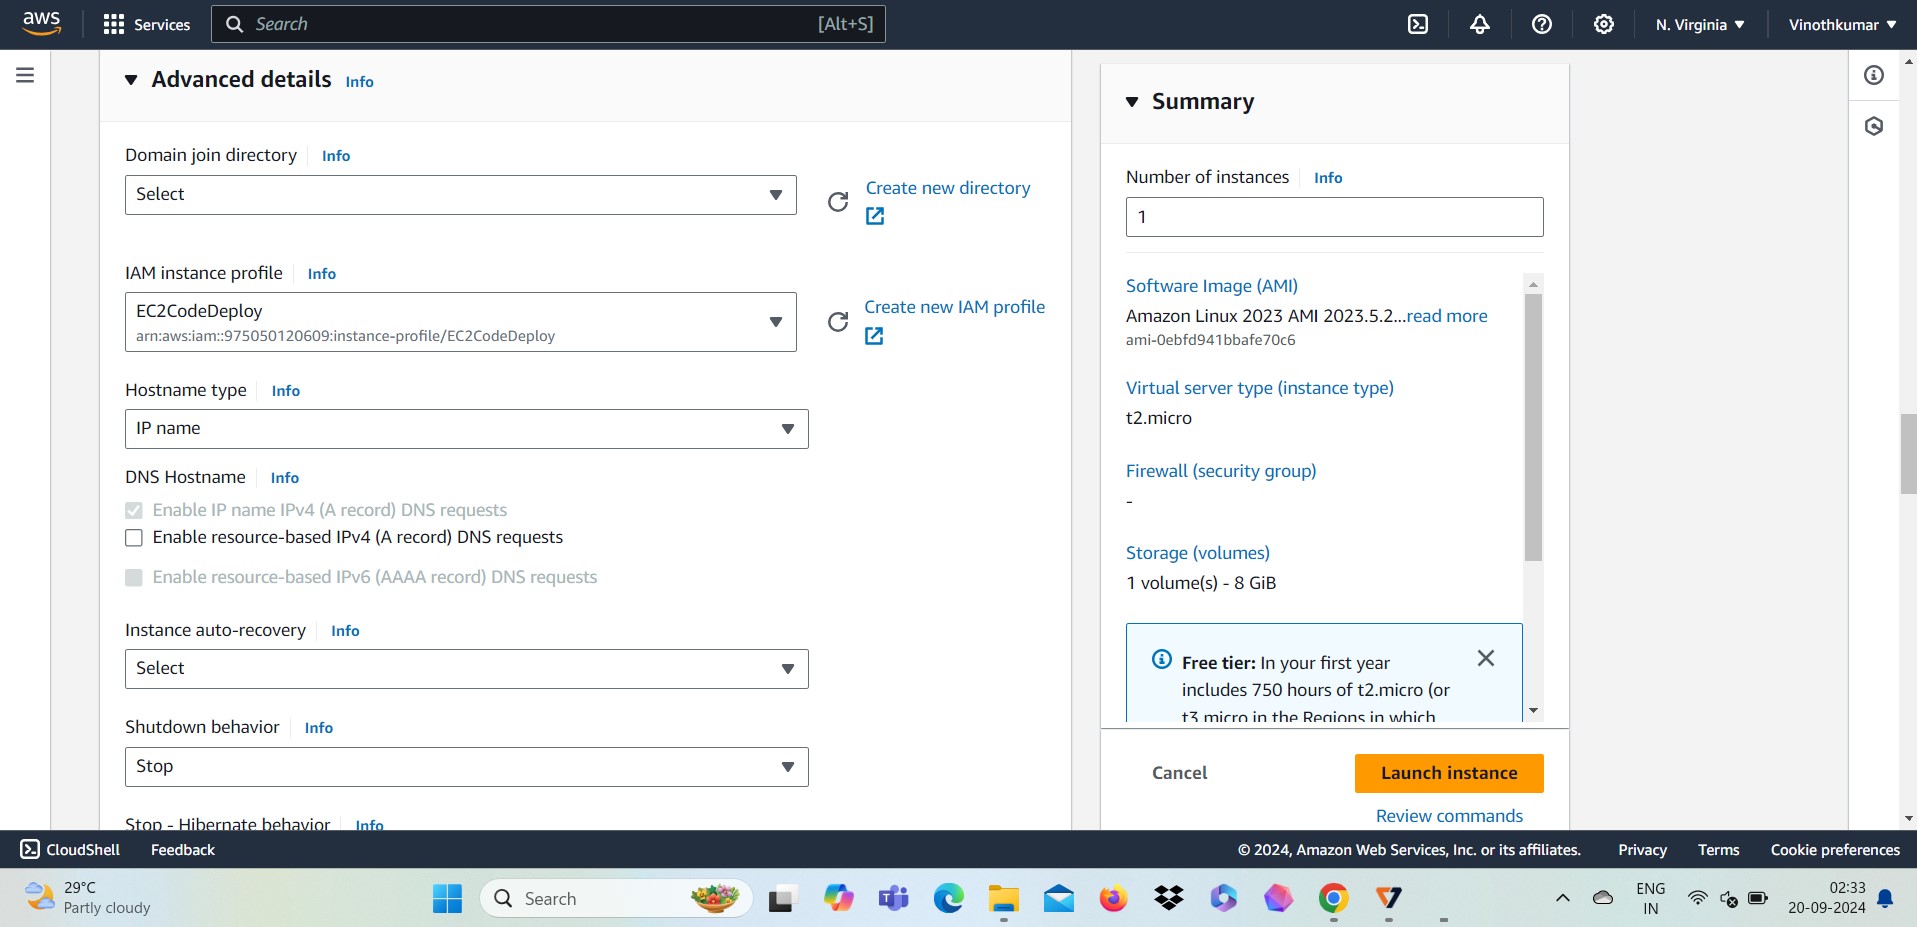 aws
Services
Search
[Alt+S]
N. Virginia
Vinothkumar
Advanced details Info
Domain join directory Info
Select
Create new directory
IAM instance profile Info
EC2CodeDeploy
arn:aws:iam::975050120609:instance-profile/EC2CodeDeploy
Create new IAM profile
Hostname type Info
IP name
DNS Hostname Info
Enable IP name IPv4 (A record) DNS requests
Enable resource-based IPv4 (A record) DNS requests
Enable resource-based IPv6 (AAAA record) DNS requests
Instance auto-recovery Info
Select
Shutdown behavior Info
Stop
Stop - Hibernate behavior Info
Summary
Number of instances Info
1
Software Image (AMI)
Amazon Linux 2023 AMI 2023.5.2...read more
ami-0ebfd941bbafe70c6
Virtual server type (instance type)
t2.micro
Firewall (security group)
-
Storage (volumes)
1 volume(s) - 8 GiB
Free tier: In your first year
includes 750 hours of t2.micro (or
t3.micro in the Regions in which
Cancel
Launch instance
Review commands
CloudShell
Feedback
© 2024, Amazon Web Services, Inc. or its affiliates.
Privacy
Terms
Cookie preferences
29°C
Partly cloudy
Search
ENG
IN
02:33
20-09-2024